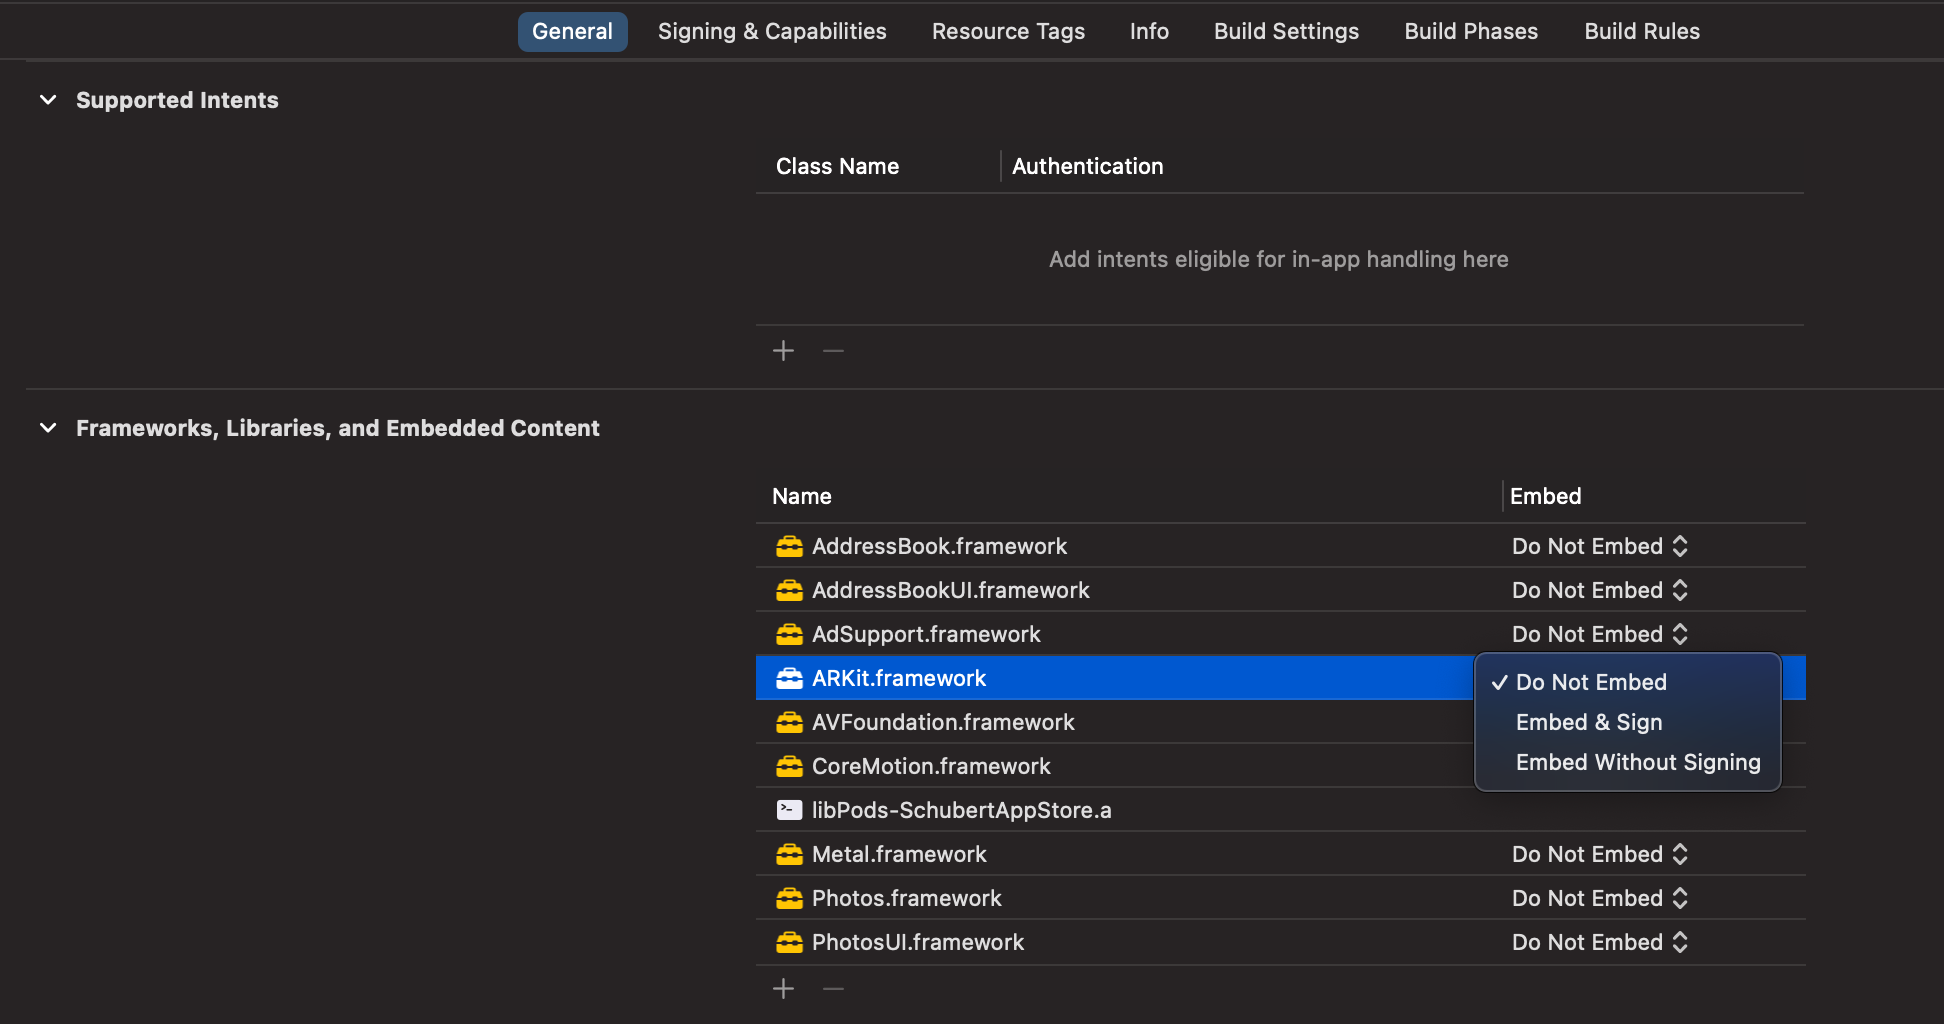 General Signing & Capabilities Resource Tags Info Build Settings Build Phases Build Rules
Supported Intents
Class Name Authentication
Add intents eligible for in-app handling here
Frameworks, Libraries, and Embedded Content
Name Embed
AddressBook.framework Do Not Embed
AddressBookUI.framework Do Not Embed
AdSupport.framework Do Not Embed
ARKit.framework Do Not Embed
AVFoundation.framework Embed & Sign
CoreMotion.framework Embed Without Signing
libPods-SchubertAppStore.a
Metal.framework Do Not Embed
Photos.framework Do Not Embed
PhotosUI.framework Do Not Embed